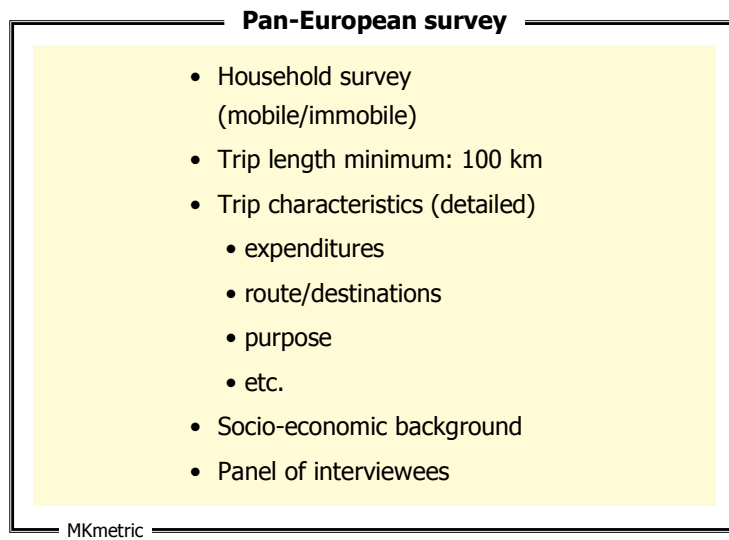 Pan-European survey
• Household survey
(mobile/immobile)
• Trip length minimum: 100 km
• Trip characteristics (detailed)
• expenditures
• route/destinations
• purpose
• etc.
• Socio-economic background
• Panel of interviewees
MKmetric